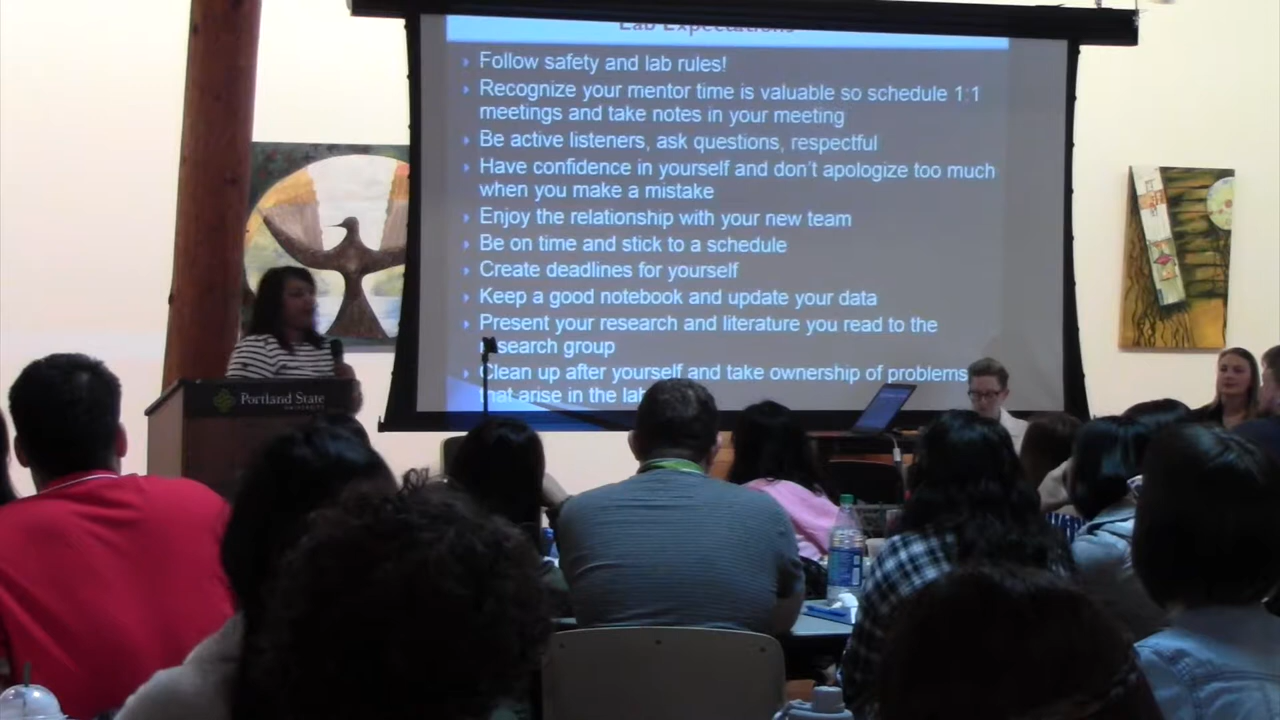 Lab Expectations
Follow safety and lab rules!
Recognize your mentor time is valuable so schedule 1:1
meetings and take notes in your meeting
Be active listeners, ask questions, respectful
Have confidence in yourself and don't apologize too much
when you make a mistake
Enjoy the relationship with your new team
Be on time and stick to a schedule
Create deadlines for yourself
Keep a good notebook and update your data
Present your research and literature you read to the
research group
Clean up after yourself and take ownership of problems
that arise in the lab
Portland State
UNIVERSITY